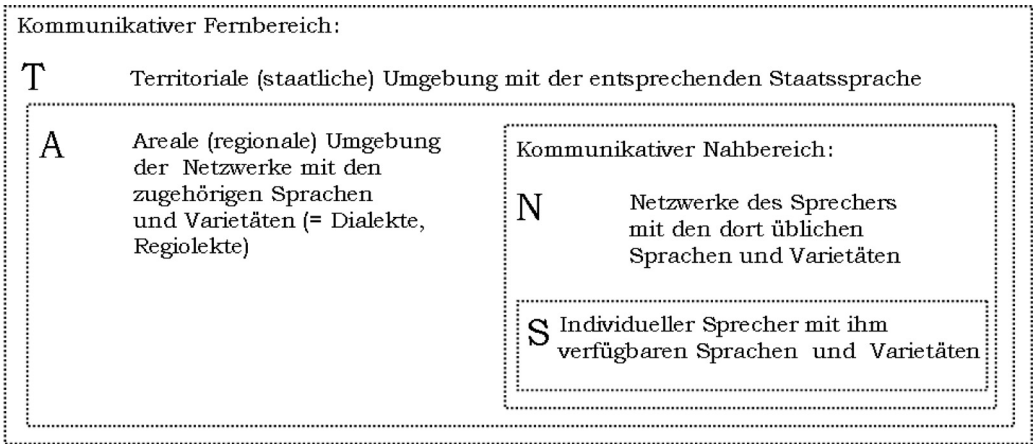 Kommunikativer Fernbereich:
T Territoriale (staatliche) Umgebung mit der entsprechenden Staatssprache
A Areale (regionale) Umgebung
der Netzwerke mit den
zugehörigen Sprachen
und Varietäten (= Dialekte,
Regiolekte)
Kommunikativer Nahbereich:
N Netzwerke des Sprechers
mit den dort üblichen
Sprachen und Varietäten
S Individueller Sprecher mit ihm
verfügbaren Sprachen und Varietäten